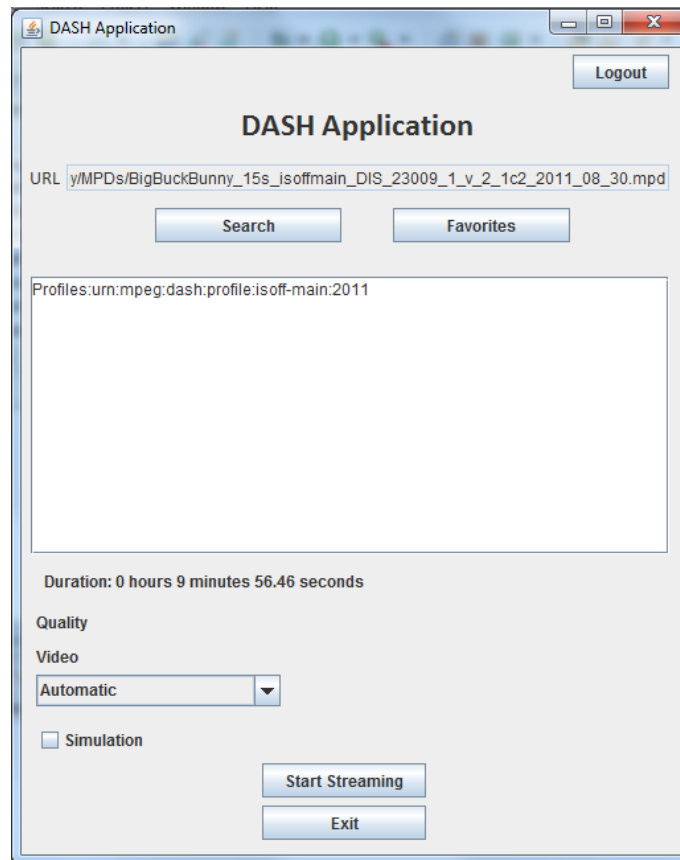 DASH Application
Logout
DASH Application
URL y/MPDs/BigBuckBunny_15s_isoffmain_DIS_23009_1_v_2_1c2_2011_08_30.mpd
Search Favorites
Profiles:urn:mpeg:dash:profile:isoff-main:2011
Duration: 0 hours 9 minutes 56.46 seconds
Quality
Video
Automatic
Simulation
Start Streaming
Exit